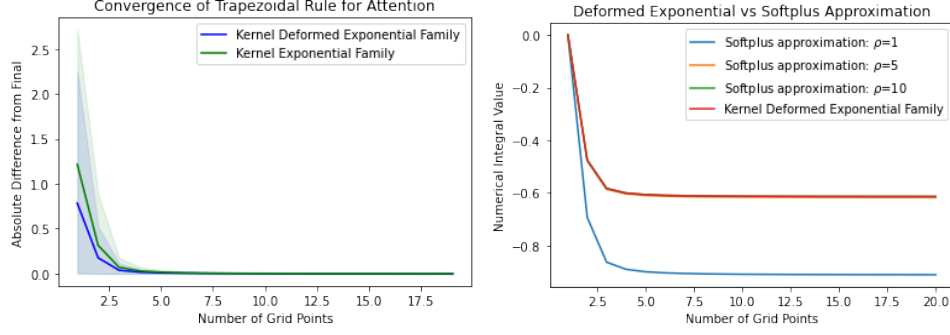 Convergence of Trapezoidal Rule for Attention
Absolute Difference from Final
2.5
2.0
1.5
1.0
0.5
0.0
Kernel Deformed Exponential Family
Kernel Exponential Family
2.5 5.0 7.5 10.0 12.5 15.0 17.5
Number of Grid Points
Deformed Exponential vs Softplus Approximation
Numerical Integral Value
0.0
−0.2
−0.4
−0.6
−0.8
Softplus approximation: ρ=1
Softplus approximation: ρ=5
Softplus approximation: ρ=10
Kernel Deformed Exponential Family
2.5 5.0 7.5 10.0 12.5 15.0 17.5 20.0
Number of Grid Points